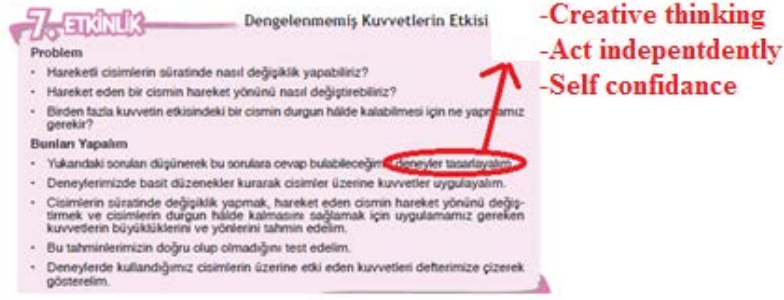 7. ETKİNLİK
Dengelenmemiş Kuvvetlerin Etkisi
Problem
• Hareketli cisimlerin süratinde nasıl değişiklik yapabiliriz?
• Hareket eden bir cismin hareket yönünü nasıl değiştirebiliriz?
• Birden fazla kuvvetin etkisindeki bir cismin durgun hâlde kalabilmesi için ne yapmamız
gerekir?
Bunları Yapalım
• Yukarıdaki soruları düşünerek bu sorulara cevap bulabileceğimiz deneyler tasarlayalım.
• Deneylerimizde basit düzenekler kurarak cisimler üzerine kuvvetler uygulayalım.
• Cisimlerin süratinde değişiklik yapmak, hareket eden cismin hareket yönünü değiş-
tirmek ve cisimlerin durgun hâlde kalmasını sağlamak için uygulamamız gereken
kuvvetlerin büyüklüklerini ve yönlerini tahmin edelim.
• Bu tahminlerimizin doğru olup olmadığını test edelim.
• Deneylerde kullandığımız cisimlerin üzerine etki eden kuvvetleri defterimize çizerek
gösterelim.
-Creative thinking
-Act indepentdently
-Self confidance